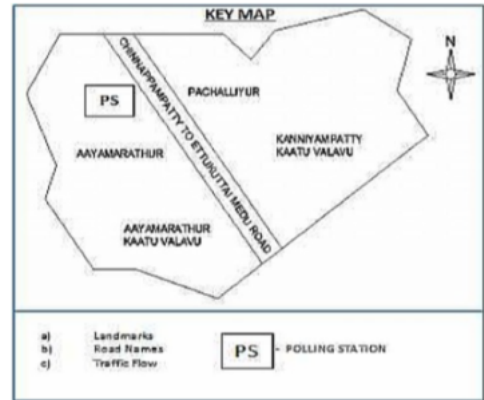 KEY MAP
N
PS
PACHALLIYUR
CHINNAPPAMPATTY TO ETTUKUTTAI MEDU ROAD
AAYAMARATHUR
KANNIYAMPATTY
KAATU VALAVU
AAYAMARATHUR
KAATU VALAVU
a) Landmarks
b) Road Names
c) Traffic Flow
PS - POLLING STATION